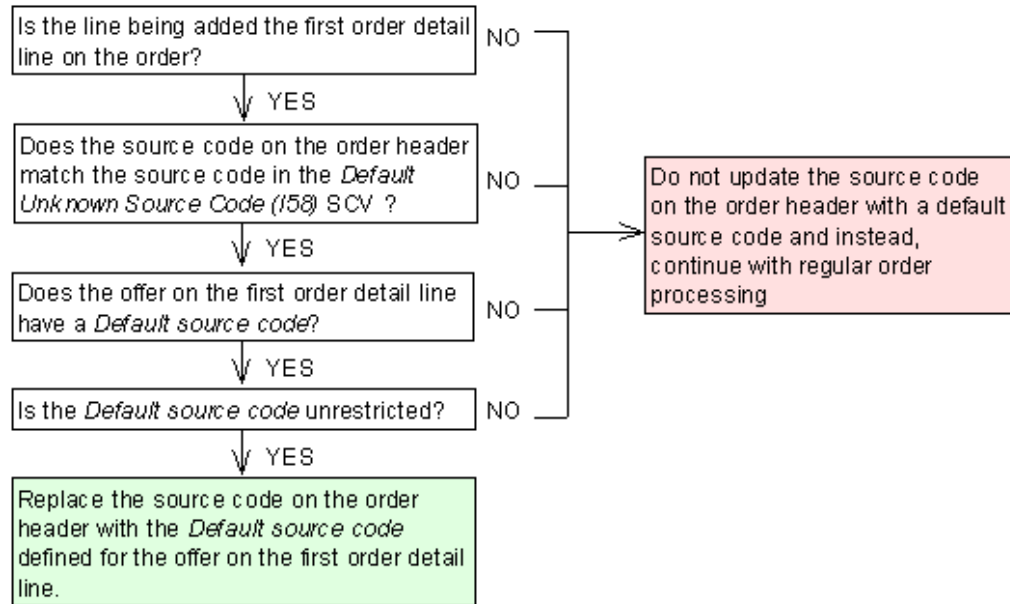 Is the line being added the first order detail
line on the order?
NO
YES
Does the source code on the order header
match the source code in the Default
Unknown Source Code (I58) SCV ?
NO
YES
Does the offer on the first order detail line
have a Default source code?
NO
YES
Is the Default source code unrestricted?
NO
YES
Replace the source code on the order
header with the Default source code
defined for the offer on the first order detail
line.
Do not update the source code
on the order header with a default
source code and instead,
continue with regular order
processing